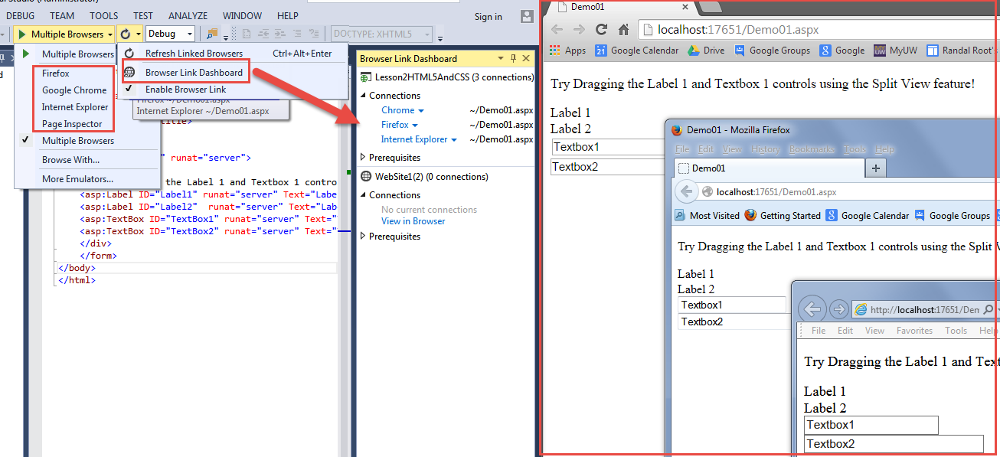 Studio (Administrator)
DEBUG TEAM TOOLS TEST ANALYZE WINDOW HELP
Sign in
Multiple Browsers
Debug
DOCTYPE: XHTML5
Multiple Browsers
Firefox
Google Chrome
Internet Explorer
Page Inspector
Multiple Browsers
Browse With...
More Emulators...
Refresh Linked Browsers Ctrl+Alt+Enter
Browser Link Dashboard
Enable Browser Link
Firefox ~/Demo01.aspx
Internet Explorer ~/Demo01.aspx
title>
" runat="server">
the Label 1 and Textbox 1 contro
<asp:Label ID="Label1" runat="server" Text="Labe
<asp:Label ID="Label2" runat="server" Text="Lab
<asp:TextBox ID="TextBox1" runat="server" Text="
<asp:TextBox ID="TextBox2" runat="server" Text="
</div>
</form>
</body>
</html>
Browser Link Dashboard
Lesson2HTML5AndCSS (3 connections)
Connections
Chrome ~/Demo01.aspx
Firefox ~/Demo01.aspx
Internet Explorer ~/Demo01.aspx
Prerequisites
WebSite1(2) (0 connections)
Connections
No current connections
View in Browser
Prerequisites
Demo01
localhost:17651/Demo01.aspx
Apps Google Calendar Drive Google Groups Google MyUW Randal Root's
Try Dragging the Label 1 and Textbox 1 controls using the Split View feature!
Label 1
Label 2
Textbox1
Textbox2
Demo01 - Mozilla Firefox
File Edit View History Bookmarks Tools Help
Demo01
localhost:17651/Demo01.aspx
Most Visited Getting Started Google Calendar Google Groups
Try Dragging the Label 1 and Textbox 1 controls using the Split V
Label 1
Label 2
Textbox1
Textbox2
http://localhost:17651/Dem
File Edit View Favorites Tools Help
Try Dragging the Label 1 and Text
Label 1
Label 2
Textbox1
Textbox2